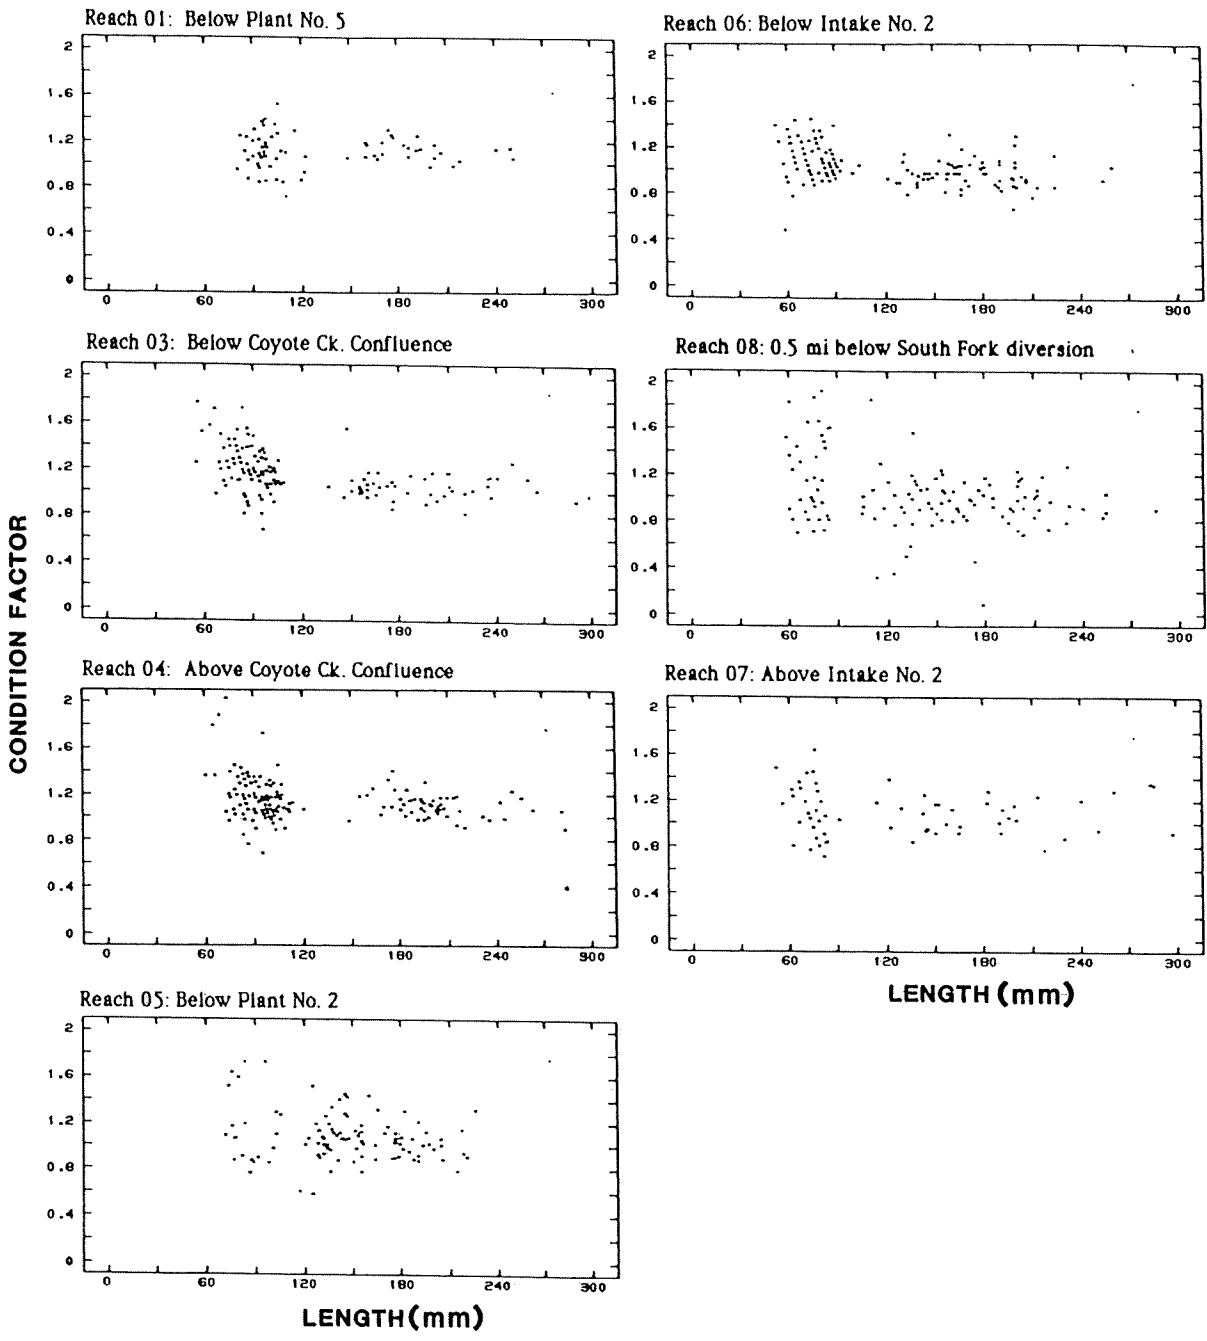 Reach 01: Below Plant No. 5
2
1.6
1.2
0.8
0.4
0
0 60 120 180 240 300
Reach 03: Below Coyote Ck. Confluence
2
1.6
1.2
0.8
0.4
0
0 60 120 180 240 300
Reach 04: Above Coyote Ck. Confluence
2
1.6
1.2
0.8
0.4
0
0 60 120 180 240 300
Reach 05: Below Plant No. 2
2
1.6
1.2
0.8
0.4
0
0 60 120 180 240 300
LENGTH (mm)
CONDITION FACTOR
Reach 06: Below Intake No. 2
2
1.6
1.2
0.8
0.4
0
0 60 120 180 240 300
Reach 08: 0.5 mi below South Fork diversion
2
1.6
1.2
0.8
0.4
0
0 60 120 180 240 300
Reach 07: Above Intake No. 2
2
1.6
1.2
0.8
0.4
0
0 60 120 180 240 300
LENGTH (mm)